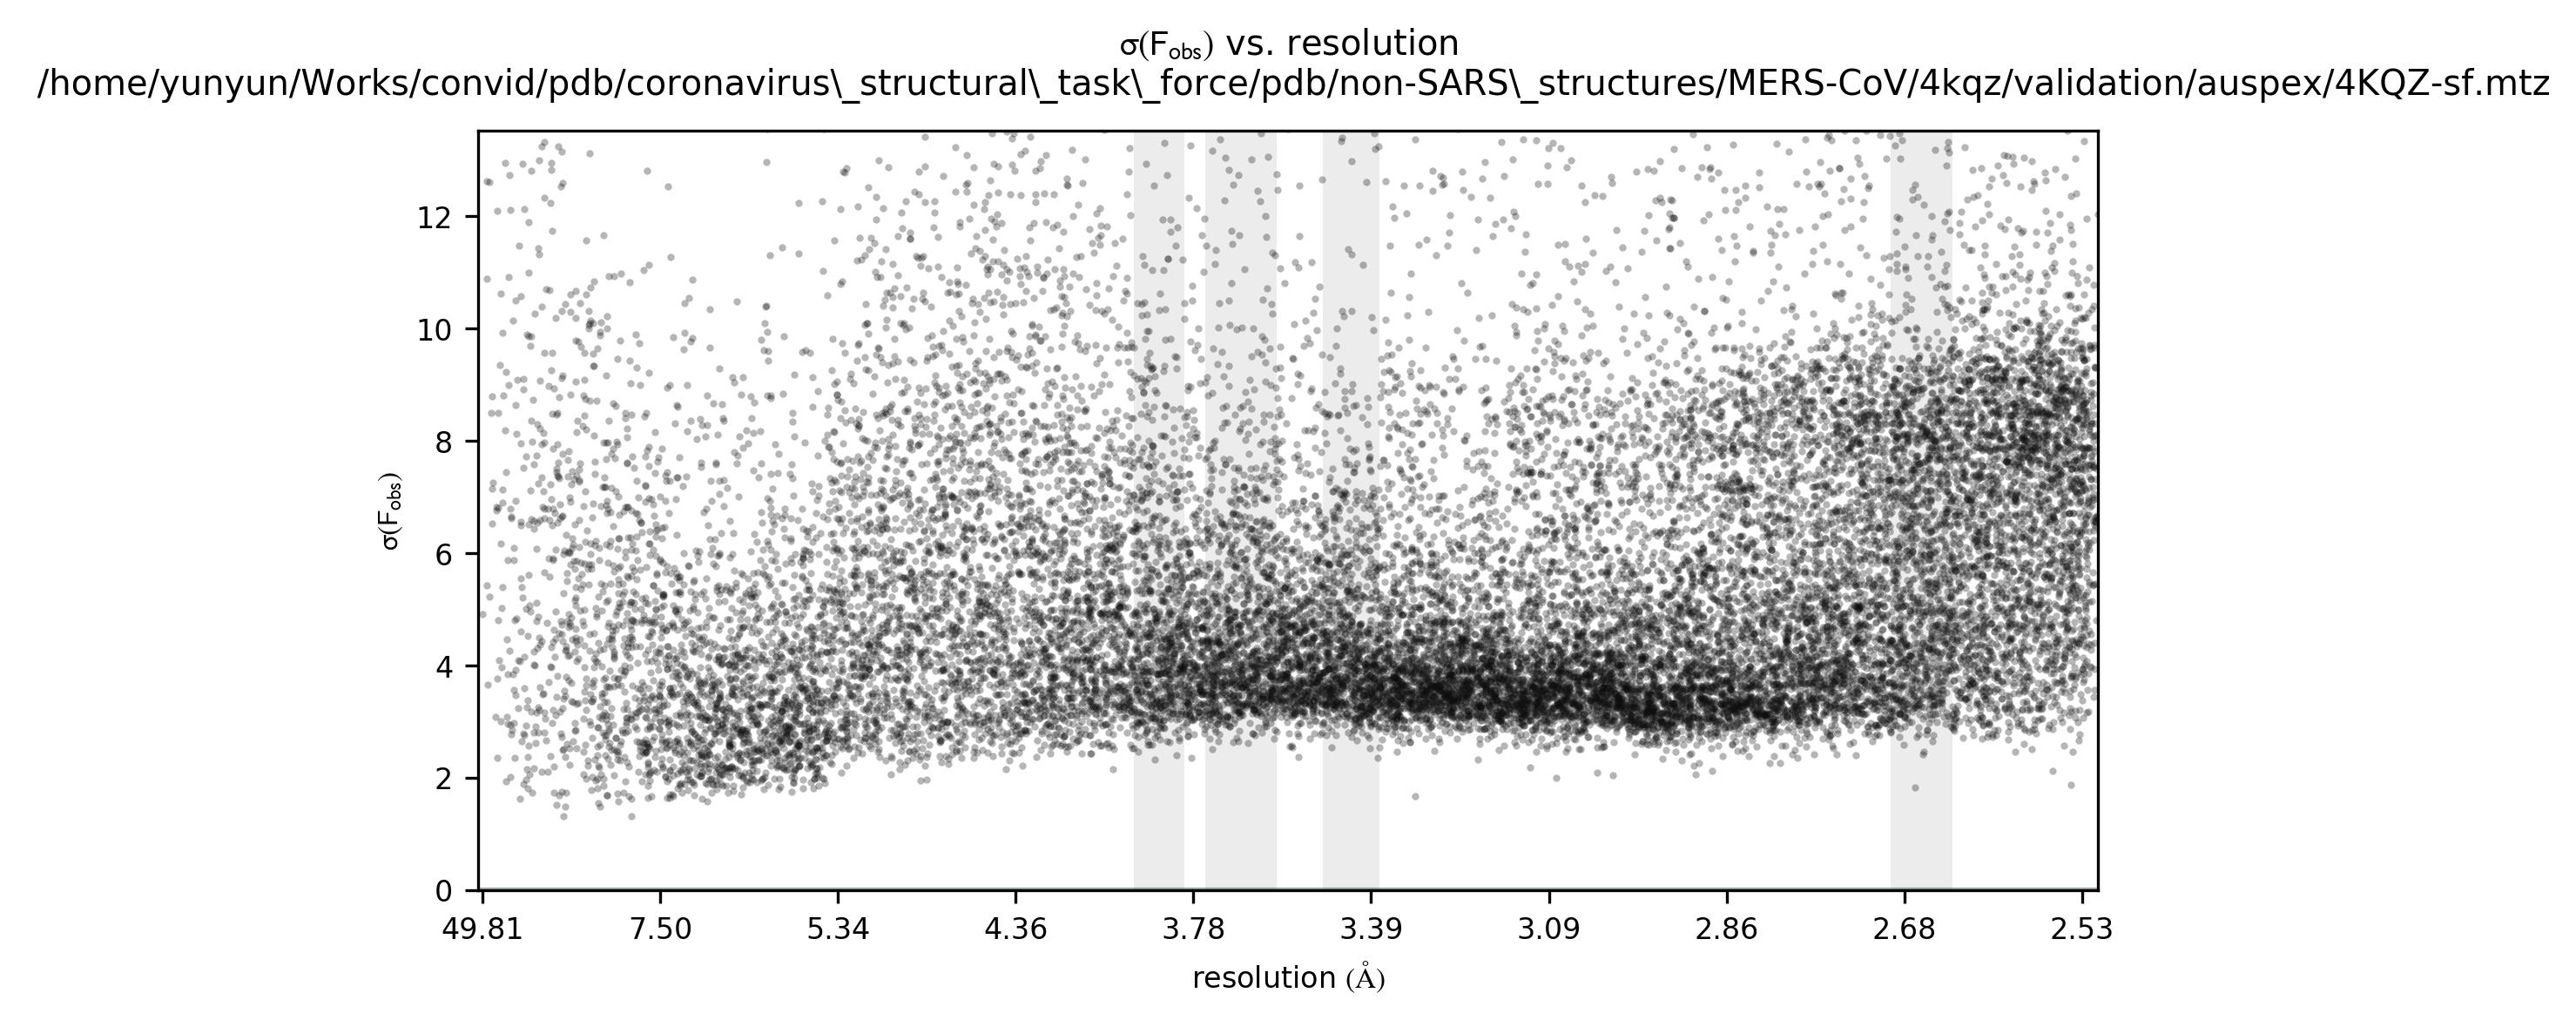 σ(Fobs) vs. resolution
/home/yunyun/Works/convid/pdb/coronavirus\_structural\_task\_force/pdb/non-SARS\_structures/MERS-CoV/4kqz/validation/auspex/4KQZ-sf.mtz
12
10
8
6
4
2
0
σ(Fobs)
49.81 7.50 5.34 4.36 3.78 3.39 3.09 2.86 2.68 2.53
resolution (Å)